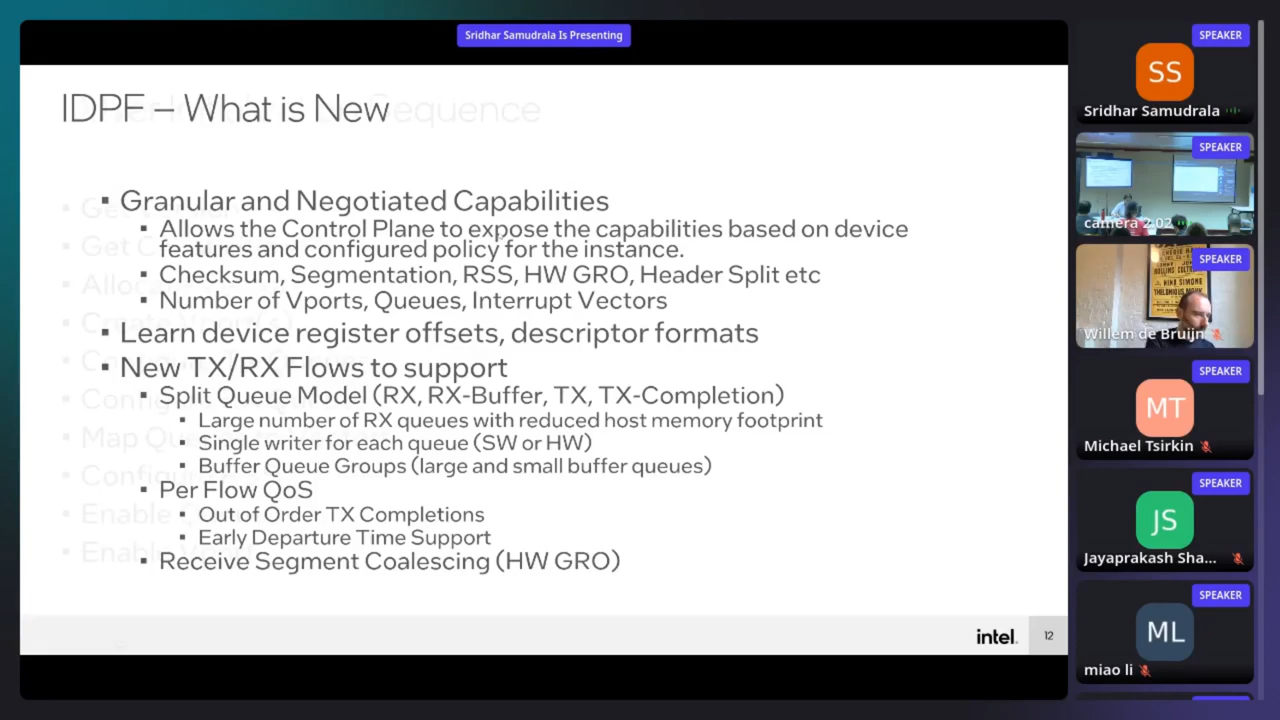 Sridhar Samudrala Is Presenting
IDPF – What is New
Sequence
▪ Granular and Negotiated Capabilities
▪ Allows the Control Plane to expose the capabilities based on device
features and configured policy for the instance.
▪ Checksum, Segmentation, RSS, HW GRO, Header Split etc
▪ Number of Vports, Queues, Interrupt Vectors
▪ Learn device register offsets, descriptor formats
▪ New TX/RX Flows to support
▪ Split Queue Model (RX, RX-Buffer, TX, TX-Completion)
▪ Large number of RX queues with reduced host memory footprint
▪ Single writer for each queue (SW or HW)
▪ Buffer Queue Groups (large and small buffer queues)
▪ Per Flow QoS
▪ Out of Order TX Completions
▪ Early Departure Time Support
▪ Receive Segment Coalescing (HW GRO)
intel.
12
SPEAKER
SS
Sridhar Samudrala
SPEAKER
camera 2.02
SPEAKER
NINA SIMONE
THELONIOUS MONK
Willem de Bruijn
SPEAKER
MT
Michael Tsirkin
SPEAKER
JS
Jayaprakash Sha...
SPEAKER
ML
miao li